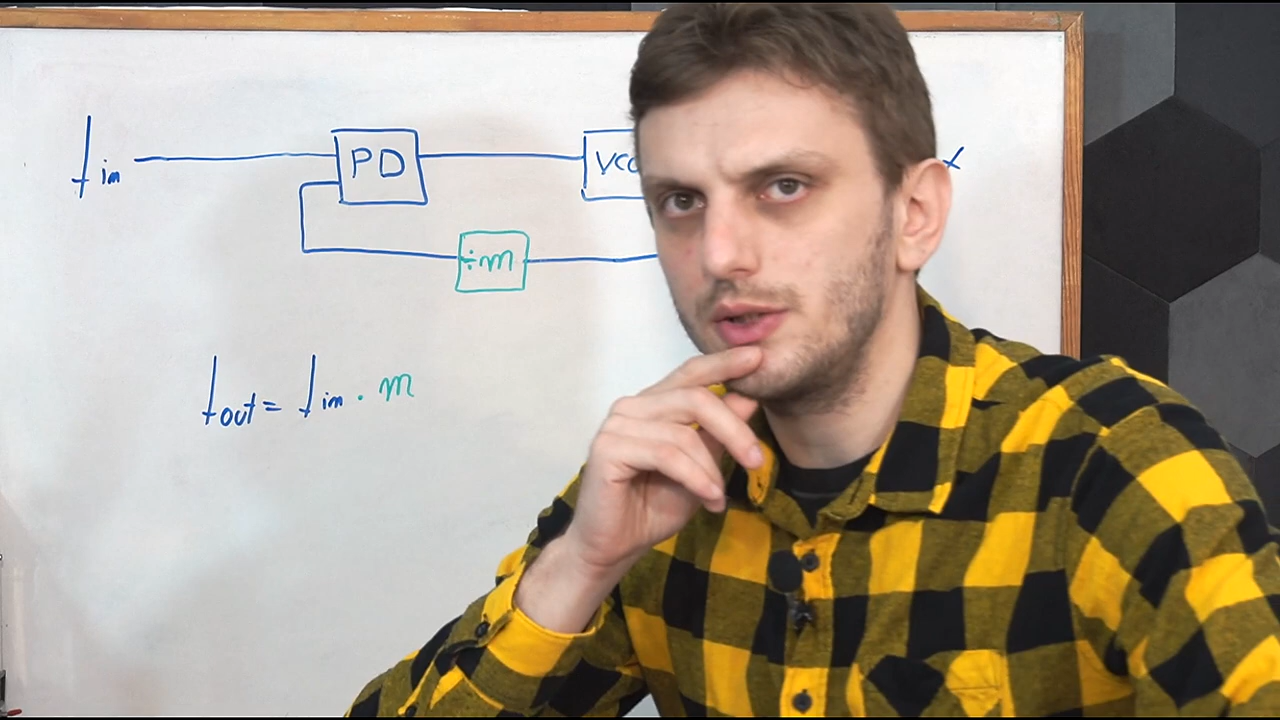 fin PD VCO
÷m
fout = fin · m